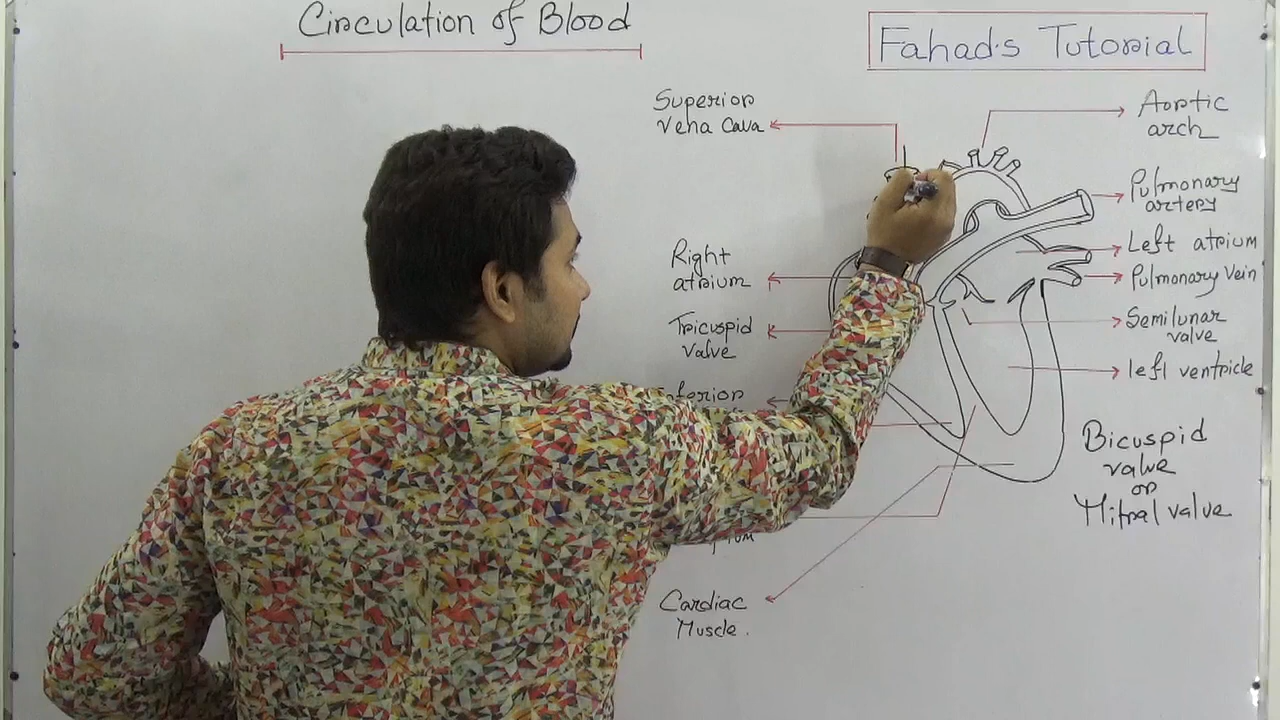 Circulation of Blood
Fahad's Tutorial
Superior
Vena Cava
Right
atrium
Tricuspid
Valve
Cardiac
Muscle.
Aortic
arch
Pulmonary
artery
Left atrium
Pulmonary Vein
Semilunar
valve
left ventricle
Bicuspid
valve
or
Mitral valve